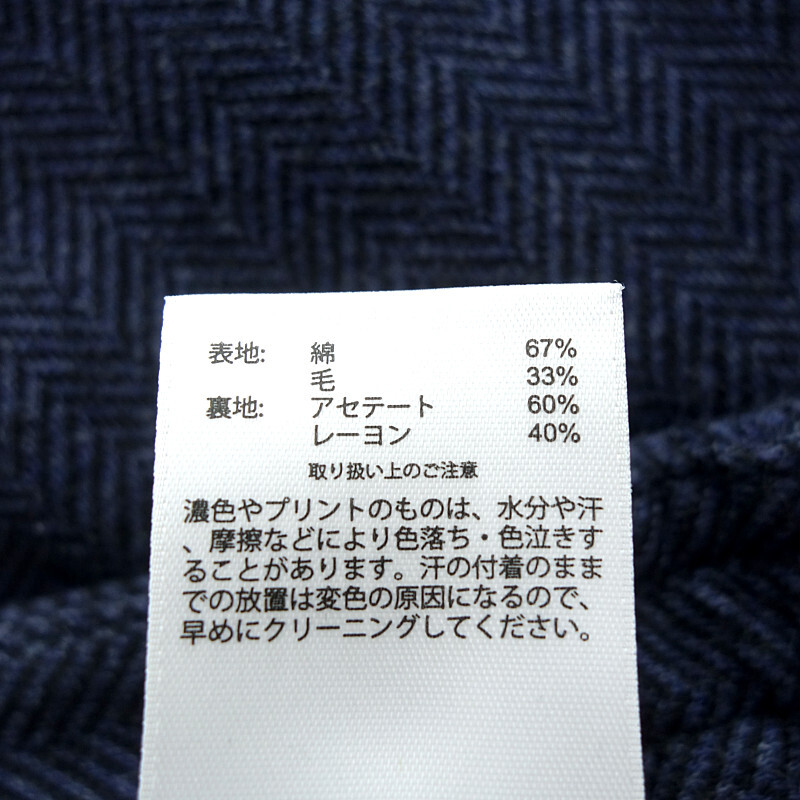 表地: 綿 67%
毛 33%
裏地: アセテート 60%
レーヨン 40%
取り扱い上のご注意
濃色やプリントのものは、水分や汗
、摩擦などにより色落ち・色泣きす
ることがあります。汗の付着のまま
での放置は変色の原因になるので、
早めにクリーニングしてください。